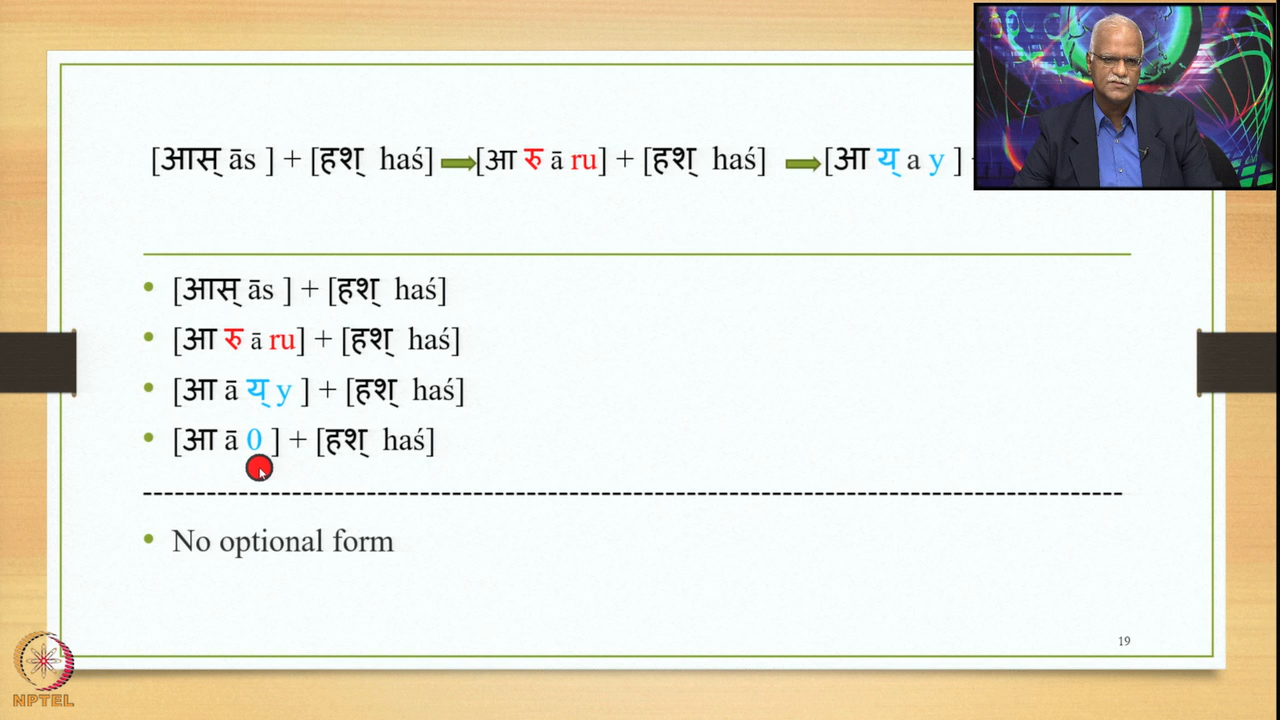 [आस् ās ] + [हश् haś] [आ रु ā ru] + [हश् haś] [आ य् a y ]
• [आस् ās ] + [हश् haś]
• [आ रु ā ru] + [हश् haś]
• [आ ā य् y ] + [हश् haś]
• [आ ā 0 ] + [हश् haś]
• No optional form
19
NPTEL